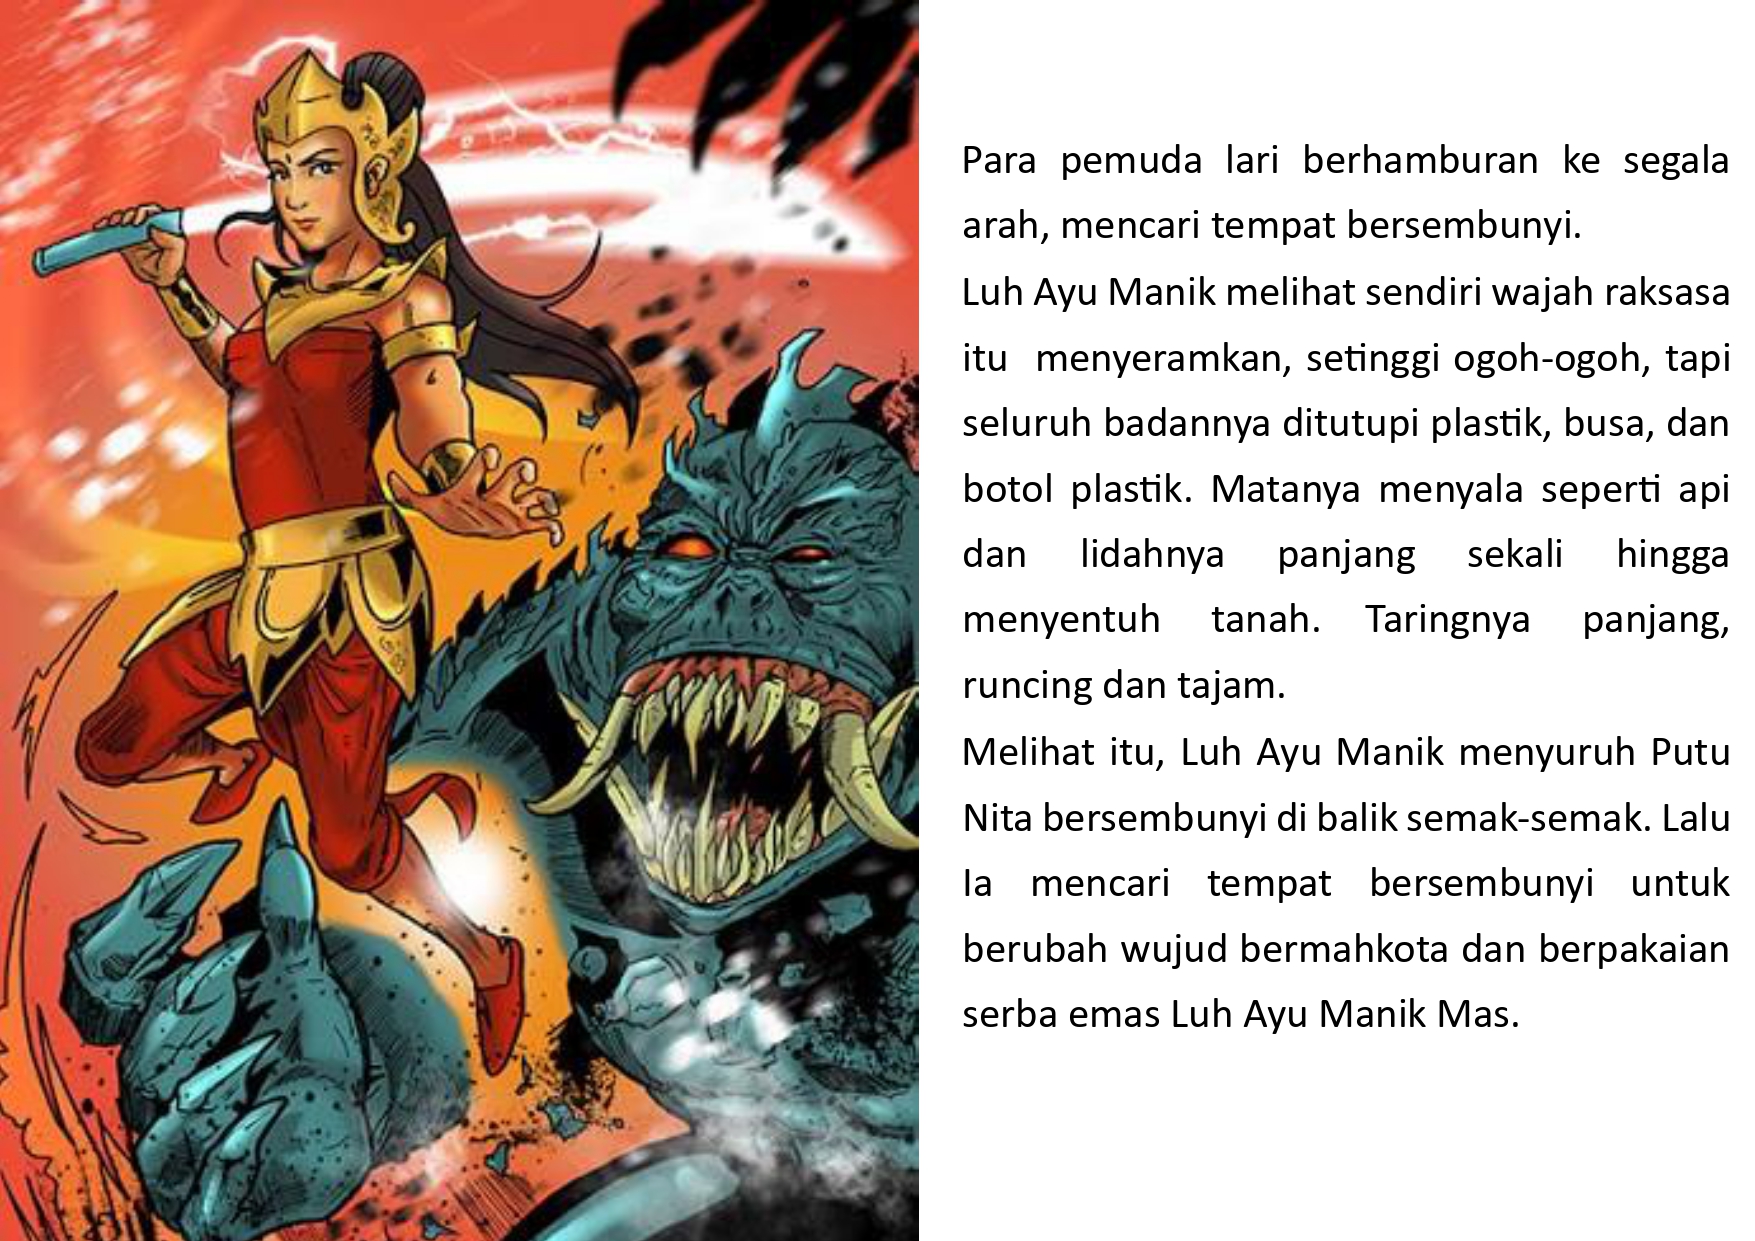 Para pemuda lari berhamburan ke segala
arah, mencari tempat bersembunyi.
Luh Ayu Manik melihat sendiri wajah raksasa
itu menyeramkan, setinggi ogoh-ogoh, tapi
seluruh badannya ditutupi plastik, busa, dan
botol plastik. Matanya menyala seperti api
dan lidahnya panjang sekali hingga
menyentuh tanah. Taringnya panjang,
runcing dan tajam.
Melihat itu, Luh Ayu Manik menyuruh Putu
Nita bersembunyi di balik semak-semak. Lalu
Ia mencari tempat bersembunyi untuk
berubah wujud bermahkota dan berpakaian
serba emas Luh Ayu Manik Mas.